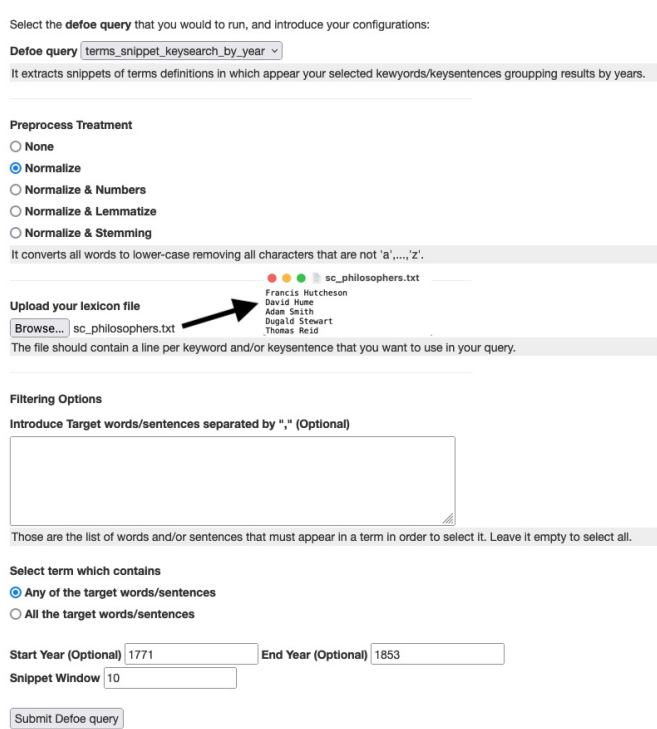 Select the defoe query that you would to run, and introduce your configurations:
Defoe query terms_snippet_keysearch_by_year
It extracts snippets of terms definitions in which appear your selected kewyords/keysentences groupping results by years.
Preprocess Treatment
None
Normalize
Normalize & Numbers
Normalize & Lemmatize
Normalize & Stemming
It converts all words to lower-case removing all characters that are not 'a',...,'z'.
sc_philosophers.txt
Francis Hutcheson
David Hume
Adam Smith
Dugald Stewart
Thomas Reid
Upload your lexicon file
Browse... sc_philosophers.txt
The file should contain a line per keyword and/or keysentence that you want to use in your query.
Filtering Options
Introduce Target words/sentences separated by "," (Optional)
Those are the list of words and/or sentences that must appear in a term in order to select it. Leave it empty to select all.
Select term which contains
Any of the target words/sentences
All the target words/sentences
Start Year (Optional) 1771 End Year (Optional) 1853
Snippet Window 10
Submit Defoe query